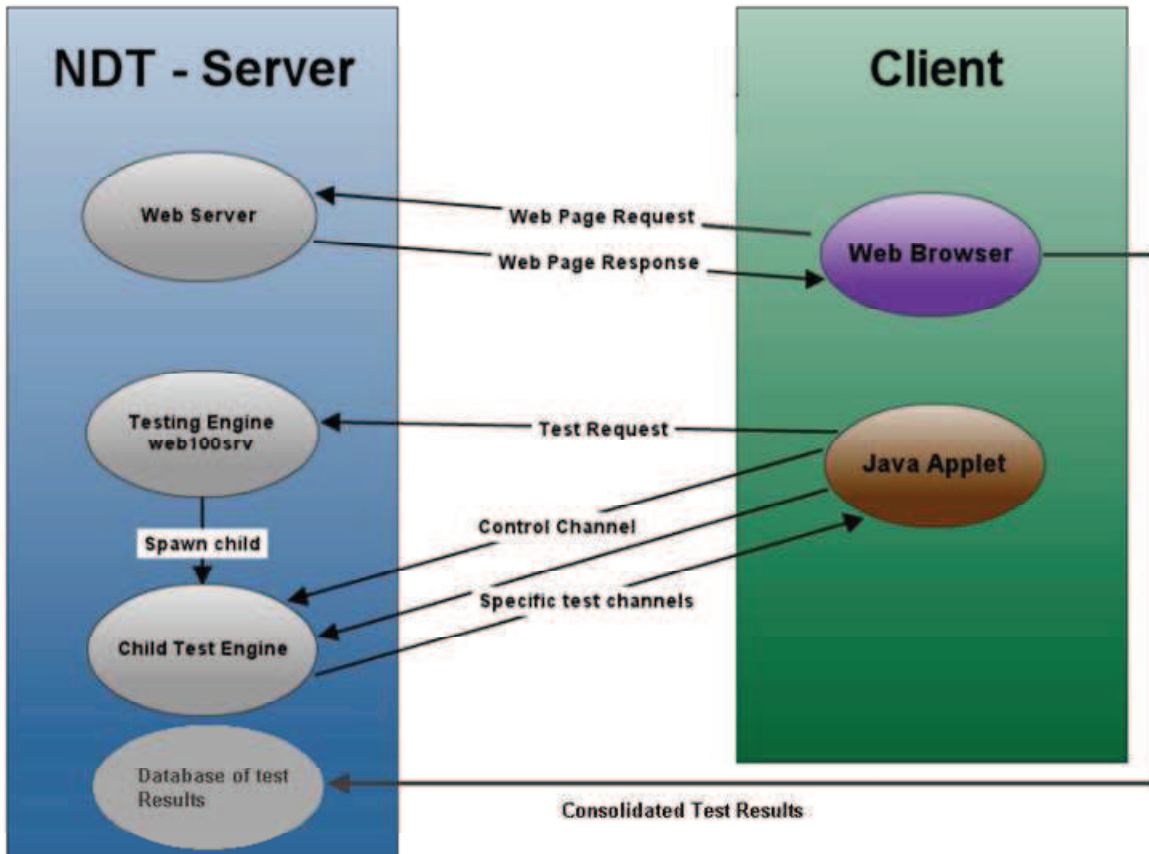 NDT - Server
Client
Web Server
Web Page Request
Web Browser
Web Page Response
Testing Engine
web100srv
Test Request
Java Applet
Control Channel
Spawn child
Specific test channels
Child Test Engine
Database of test
Results
Consolidated Test Results